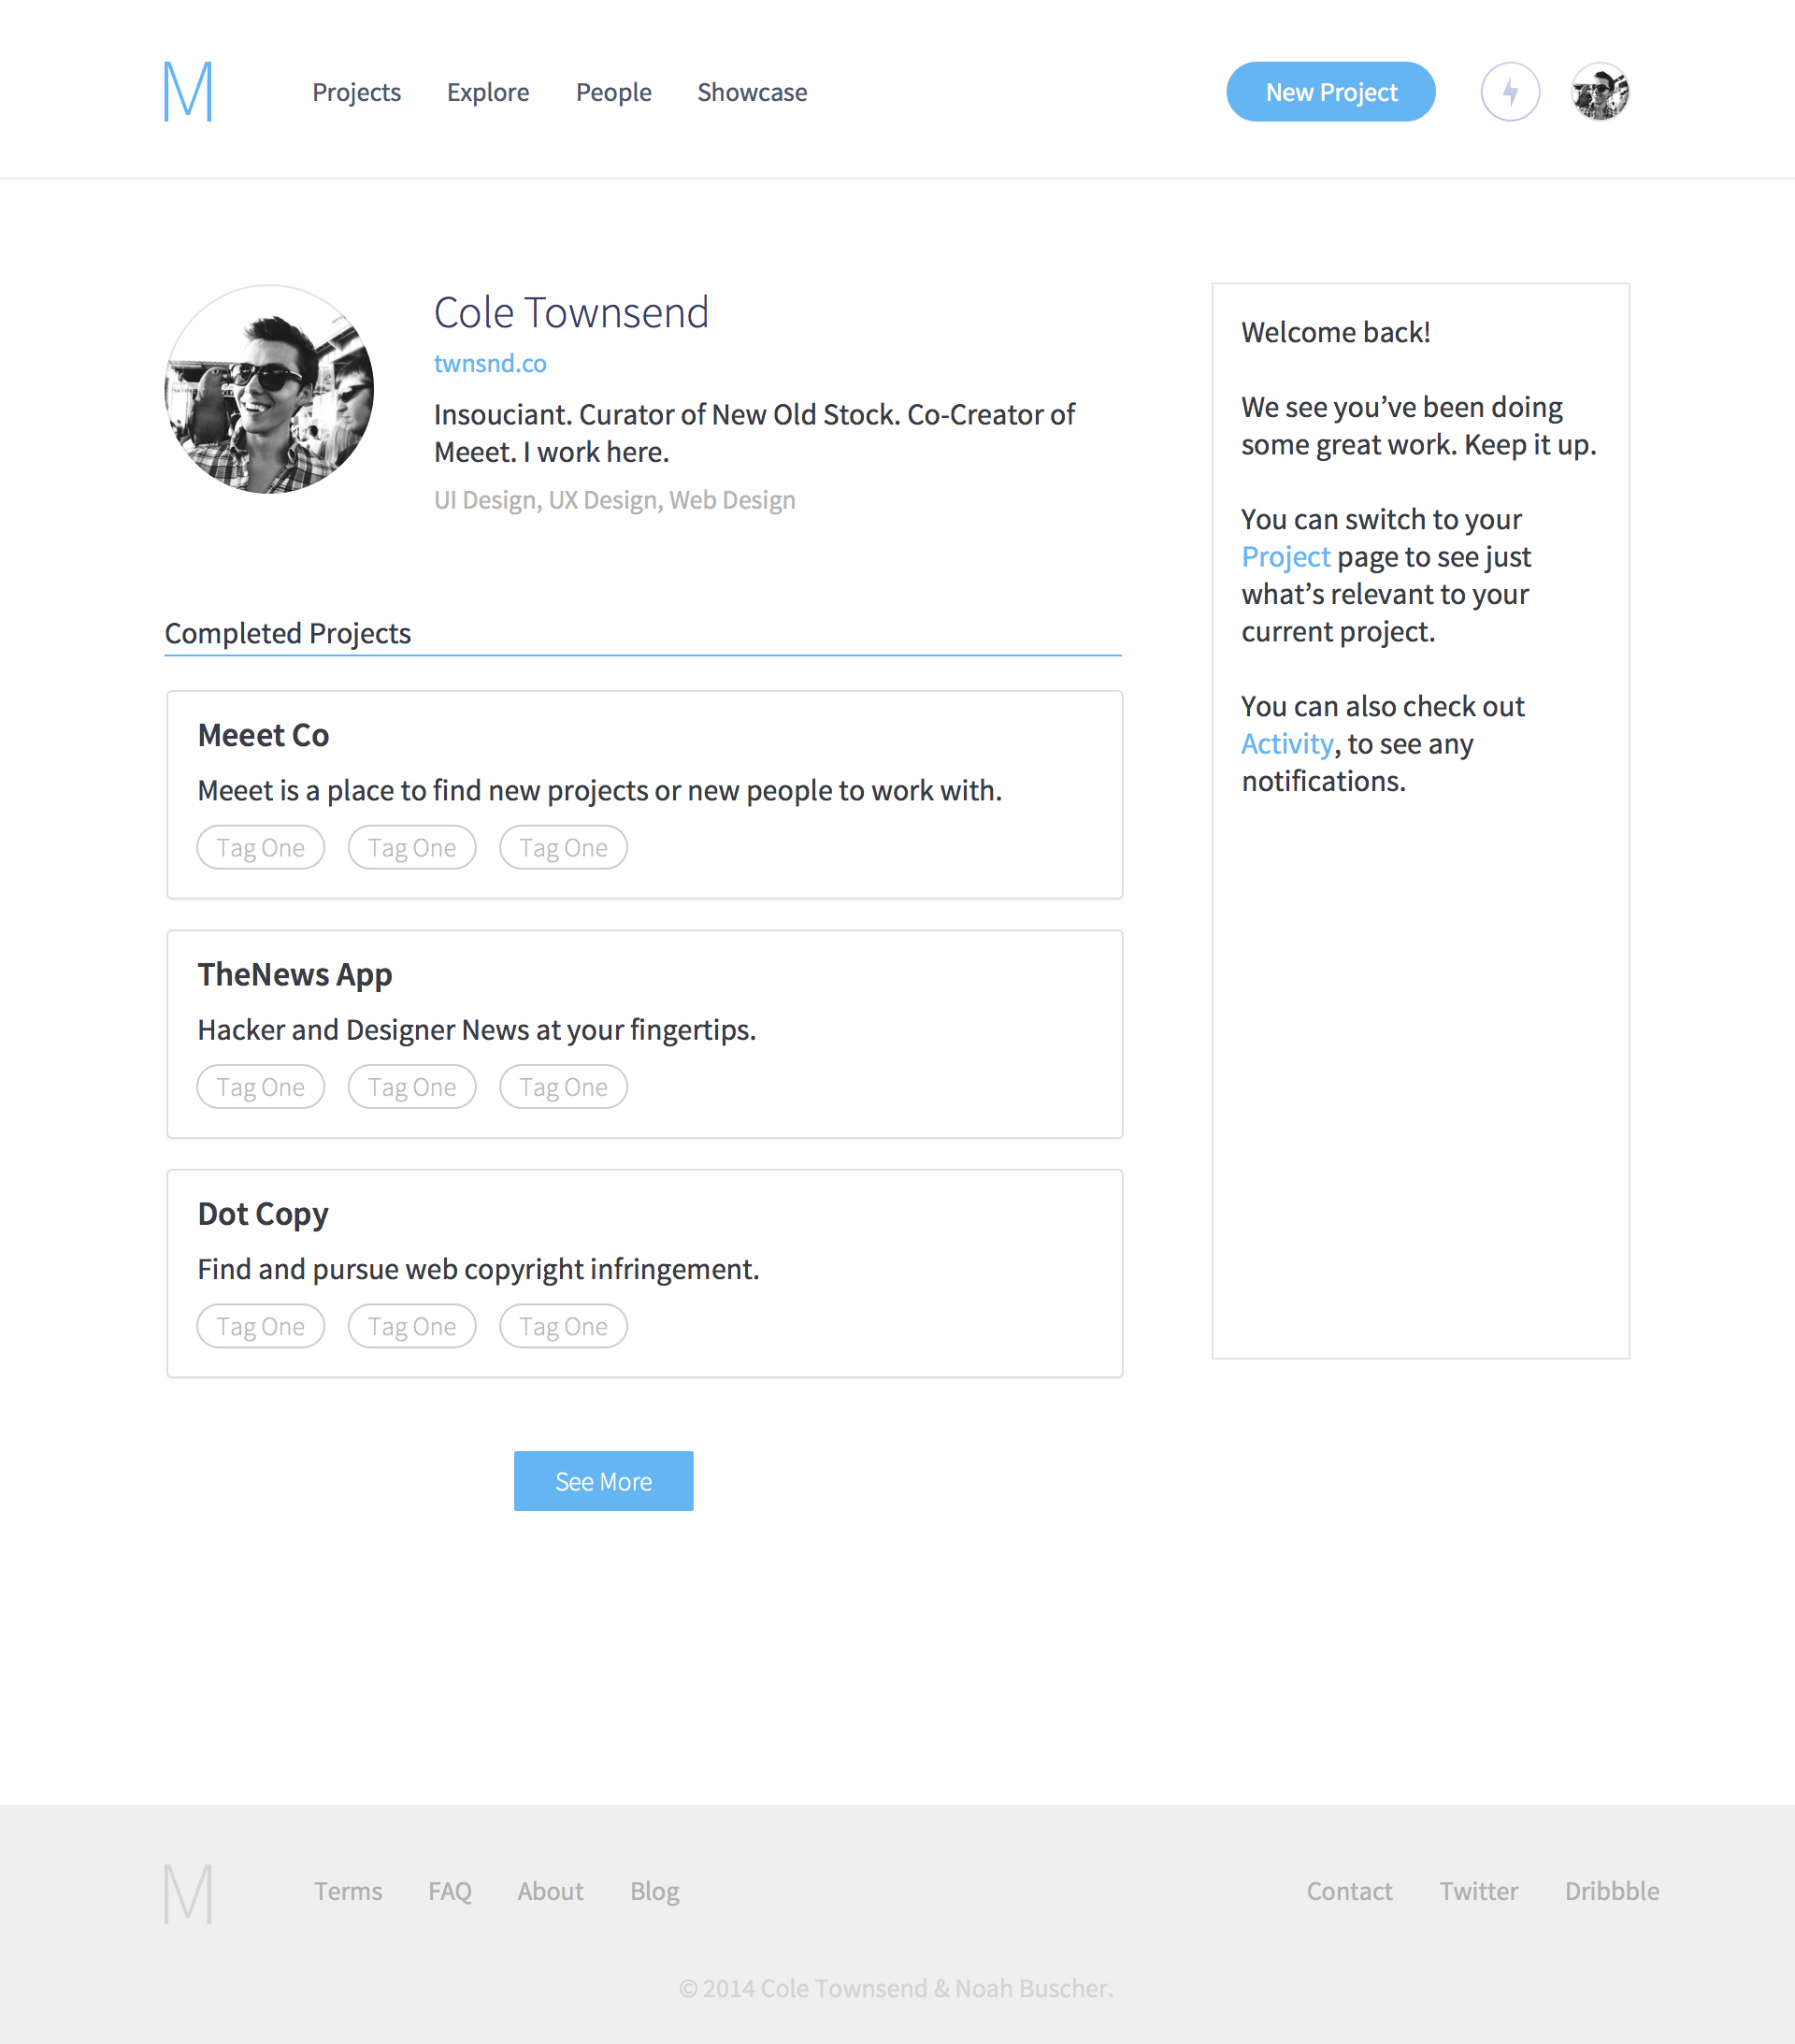 M
Projects
Explore
People
Showcase
New Project
Cole Townsend
twnsnd.co
Insouciant. Curator of New Old Stock. Co-Creator of
Meeet. I work here.
UI Design, UX Design, Web Design
Completed Projects
Meeet Co
Meeet is a place to find new projects or new people to work with.
Tag One
Tag One
Tag One
TheNews App
Hacker and Designer News at your fingertips.
Tag One
Tag One
Tag One
Dot Copy
Find and pursue web copyright infringement.
Tag One
Tag One
Tag One
See More
Welcome back!
We see you’ve been doing
some great work. Keep it up.
You can switch to your
Project page to see just
what’s relevant to your
current project.
You can also check out
Activity, to see any
notifications.
M
Terms
FAQ
About
Blog
Contact
Twitter
Dribbble
© 2014 Cole Townsend & Noah Buscher.